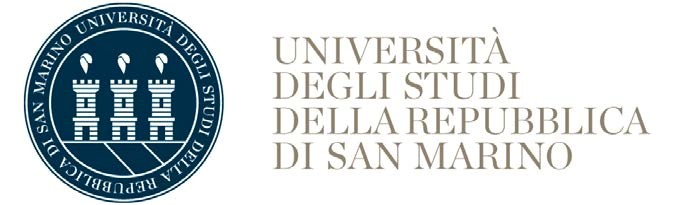 UNIVERSITÀ DEGLI STUDI DELLA REPUBBLICA DI SAN MARINO
UNIVERSITÀ
DEGLI STUDI
DELLA REPUBBLICA
DI SAN MARINO